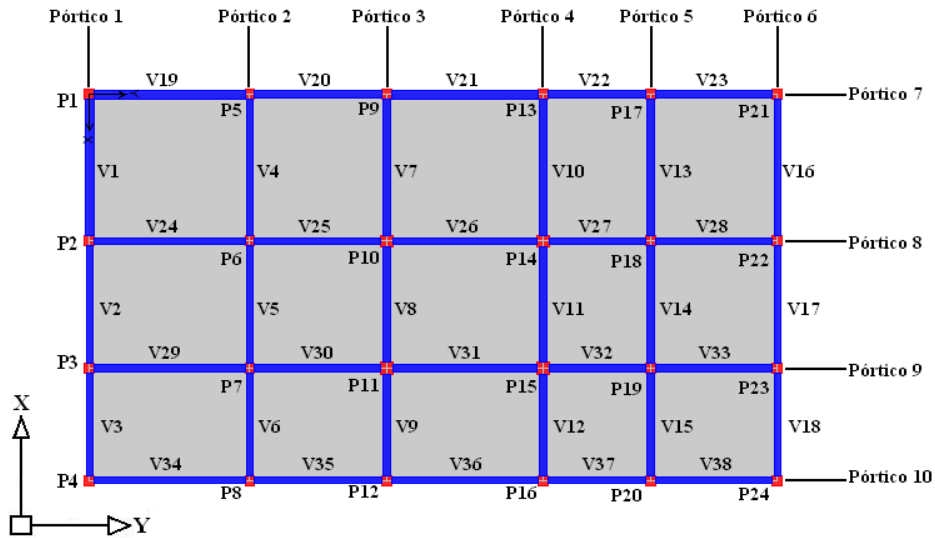 Pórtico 1 Pórtico 2 Pórtico 3 Pórtico 4 Pórtico 5 Pórtico 6
V19 V20 V21 V22 V23
Y
Pórtico 7
P1 P5 P9 P13 P17 P21
X
V1 V4 V7 V10 V13 V16
V24 V25 V26 V27 V28
P2 Pórtico 8
P6 P10 P14 P18 P22
V2 V5 V8 V11 V14 V17
V29 V30 V31 V32 V33
P3 Pórtico 9
P7 P11 P15 P19 P23
X
V3 V6 V9 V12 V15 V18
V34 V35 V36 V37 V38
P4 Pórtico 10
P8 P12 P16 P20 P24
Y